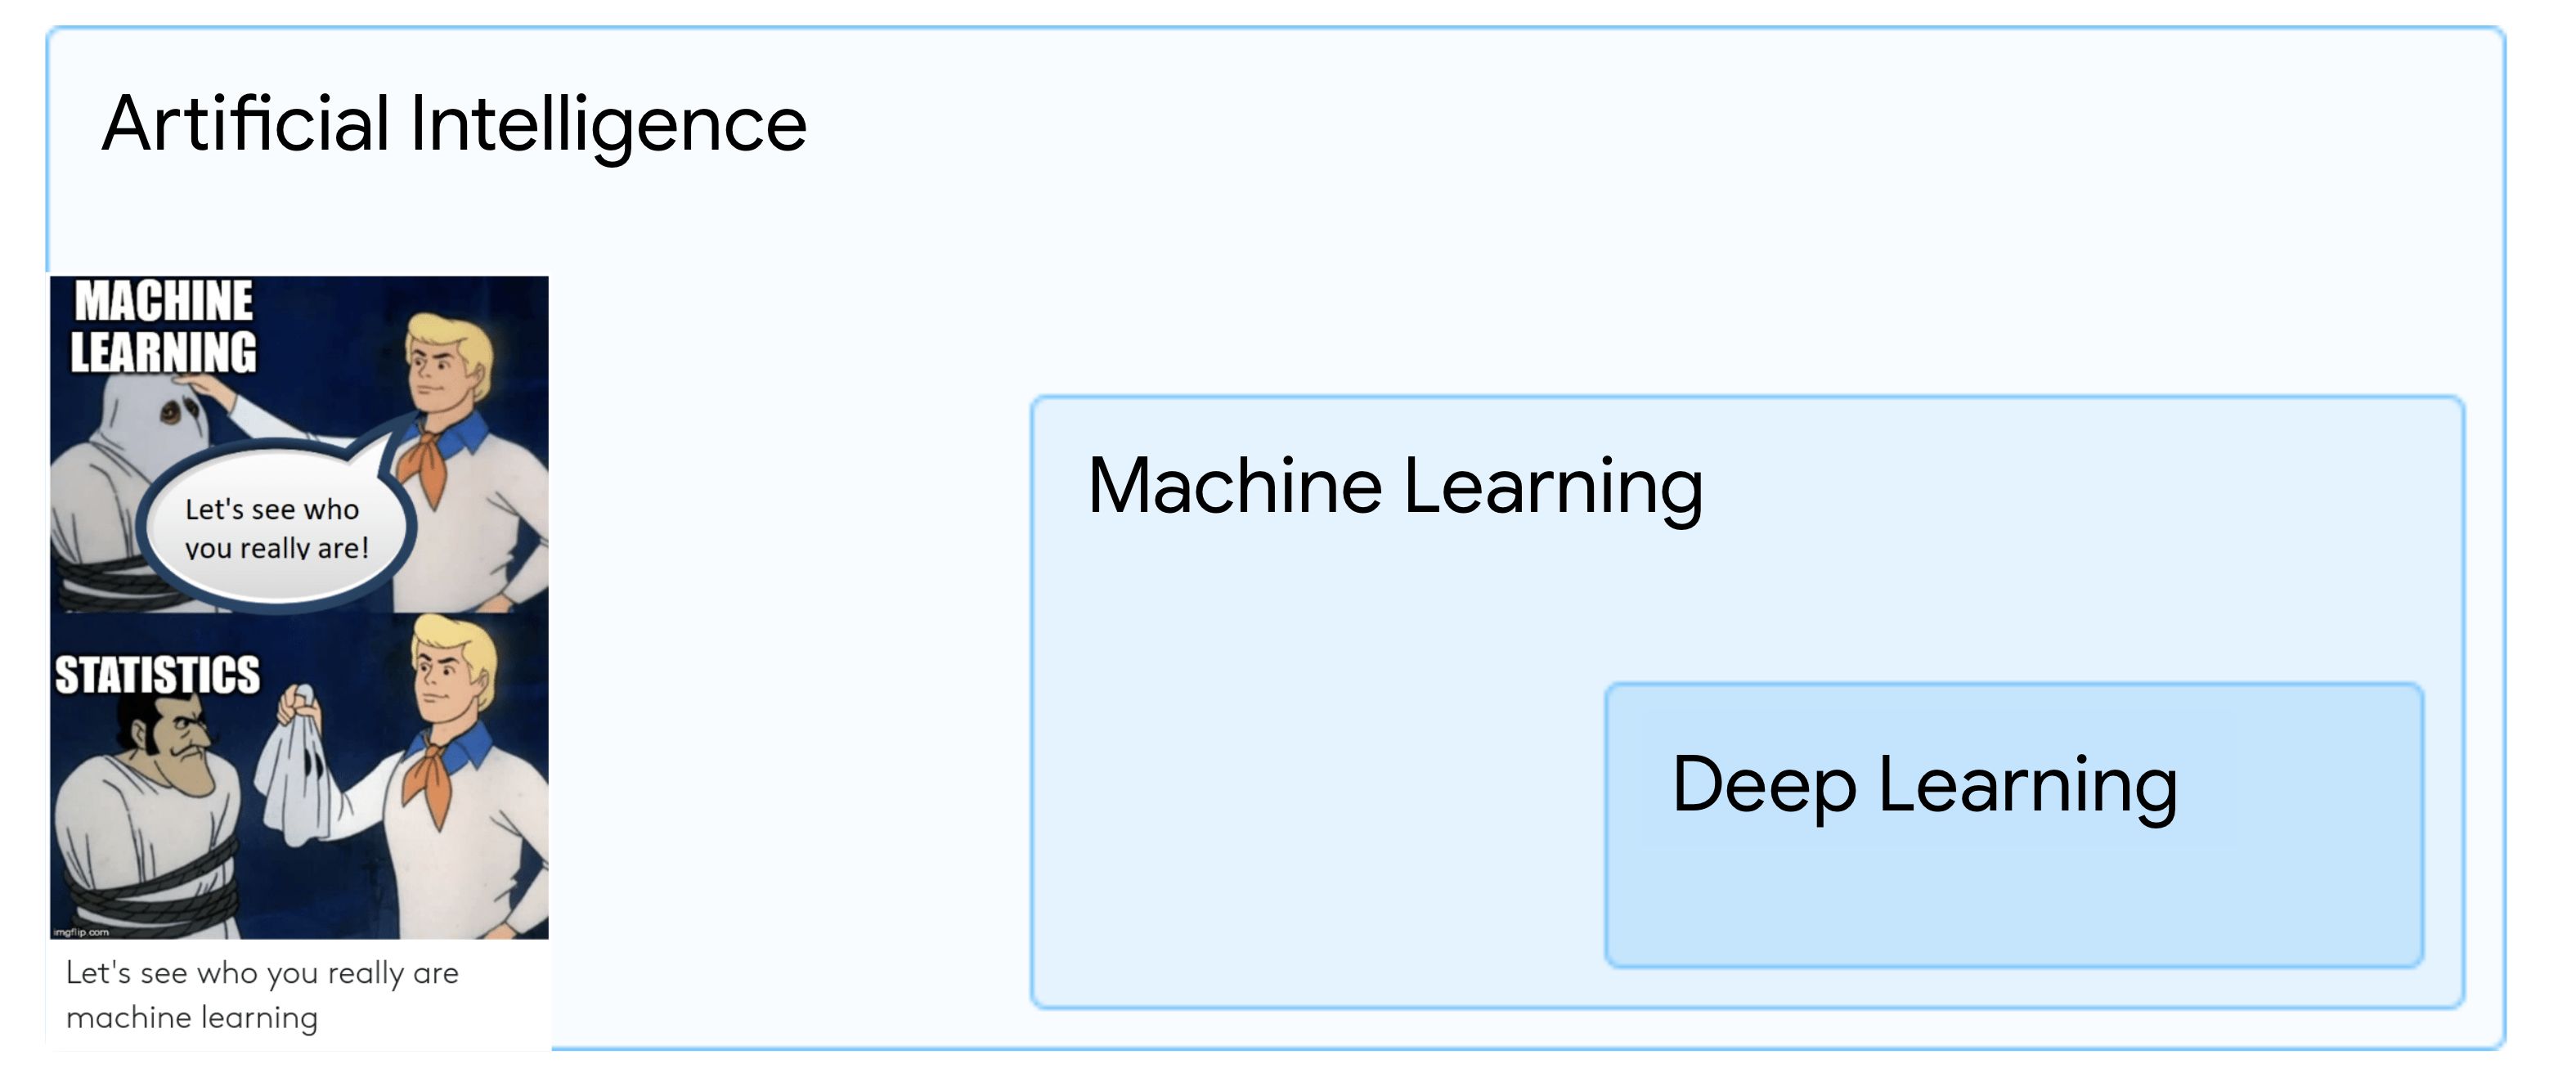 Artificial Intelligence
MACHINE
LEARNING
Let's see who
you really are!
STATISTICS
imgflip.com
Let's see who you really are
machine learning
Machine Learning
Deep Learning